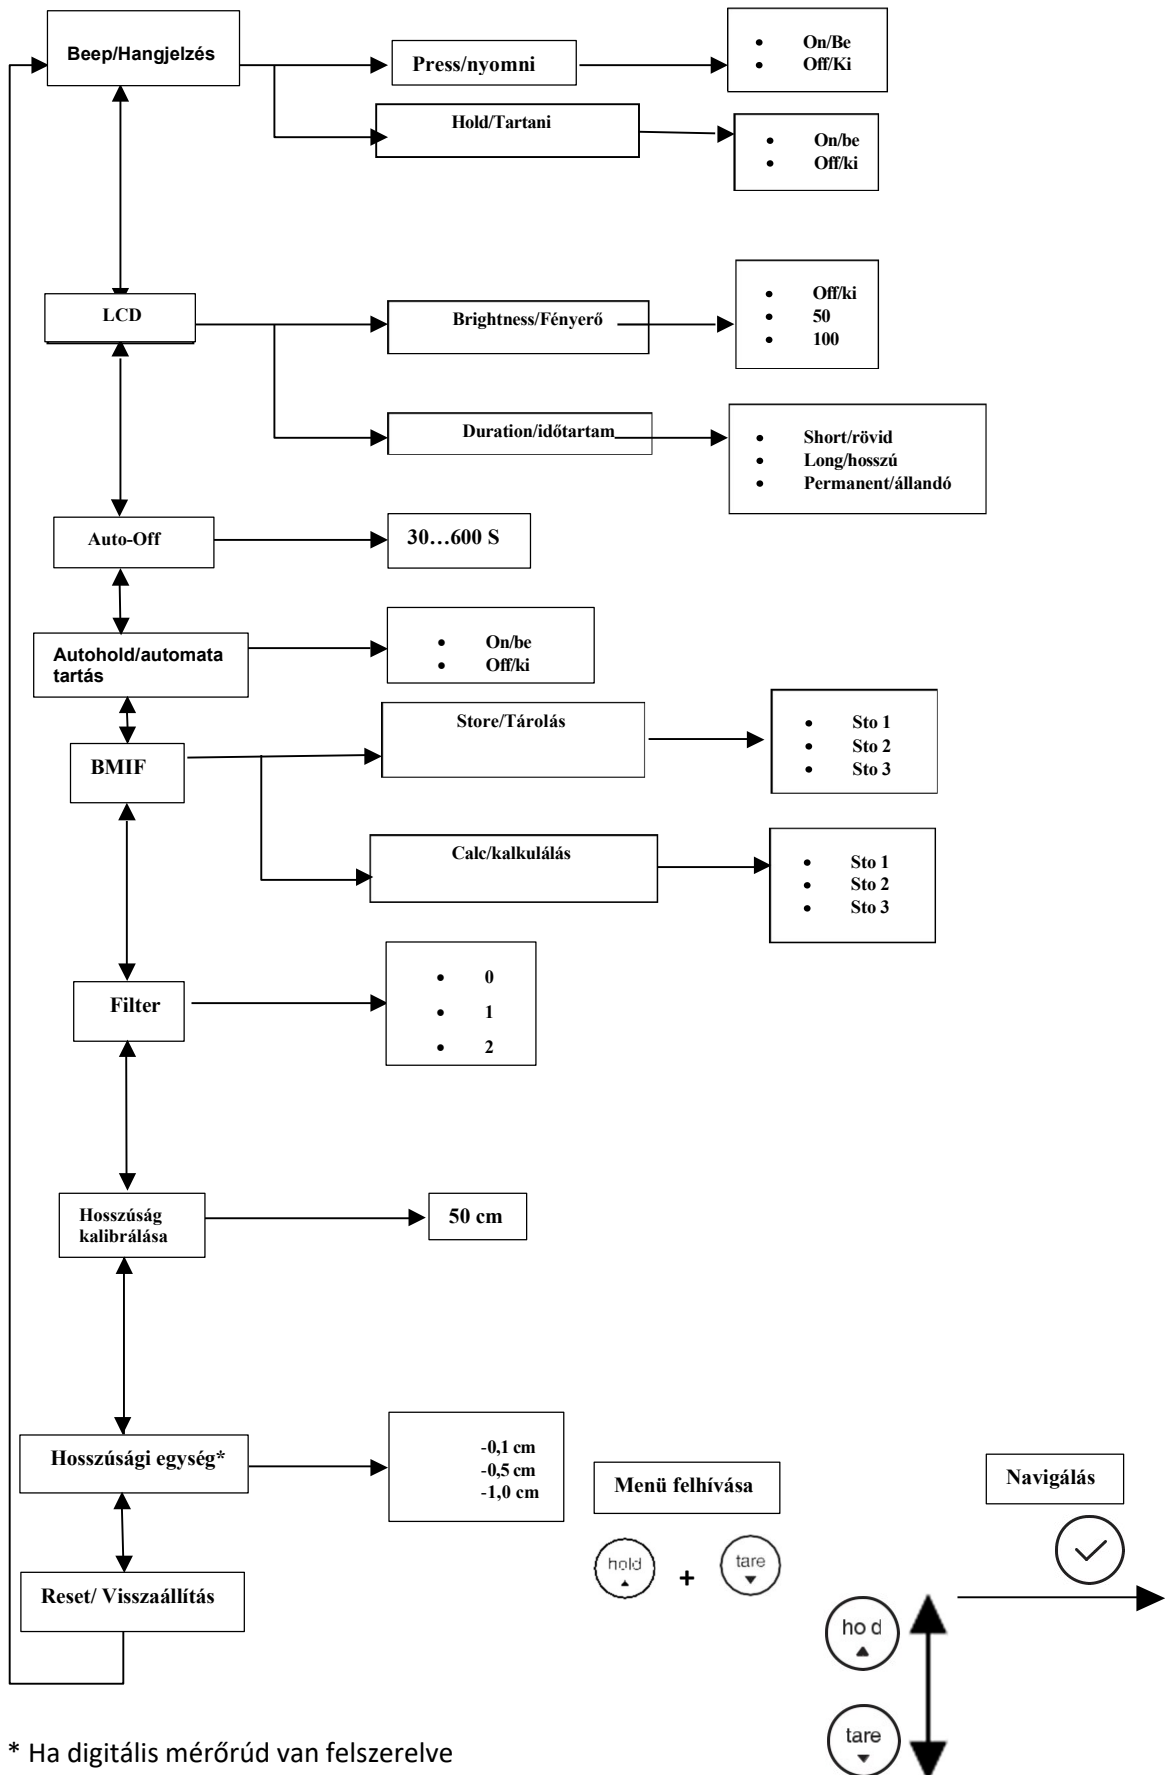 Beep/Hangjelzés
Press/nyomni
• On/Be
• Off/Ki
Hold/Tartani
• On/be
• Off/ki
LCD
Brightness/Fényerő
• Off/ki
• 50
• 100
Duration/időtartam
• Short/rövid
• Long/hosszú
• Permanent/állandó
Auto-Off
30…600 S
Autohold/automata
tartás
• On/be
• Off/ki
BMIF
Store/Tárolás
• Sto 1
• Sto 2
• Sto 3
Calc/kalkulálás
• Sto 1
• Sto 2
• Sto 3
Filter
• 0
• 1
• 2
Hosszúság
kalibrálása
50 cm
Hosszúsági egység*
-0,1 cm
-0,5 cm
-1,0 cm
Menü felhívása
hold
+
tare
Navigálás
Reset/ Visszaállítás
ho d
tare
* Ha digitális mérőrúd van felszerelve